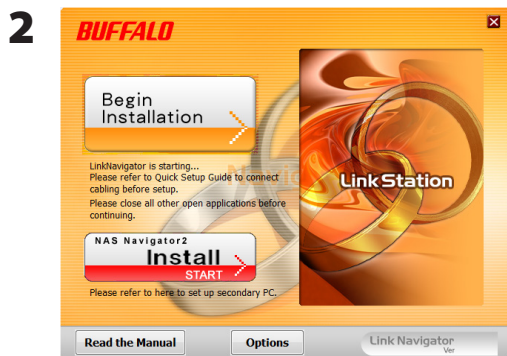 2
BUFFALO
Begin
Installation
LinkNavigator is starting...
Please refer to Quick Setup Guide to connect
cabling before setup.
Please close all other open applications before
continuing.
NAS Navigator2
Install
START
Please refer to here to set up secondary PC.
LinkStation
Read the Manual
Options
Link Navigator
Ver